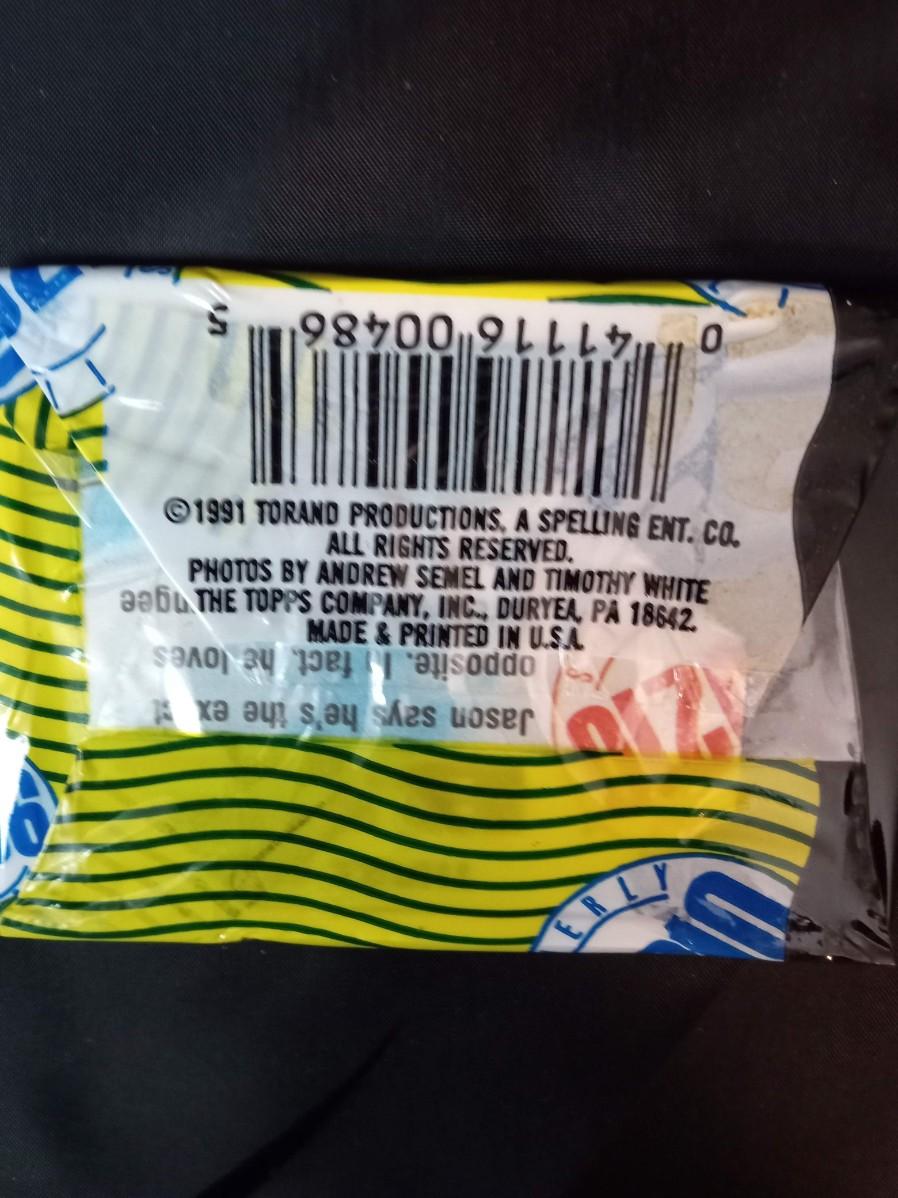 0 41116 00486 5
©1991 TORAND PRODUCTIONS, A SPELLING ENT. CO.
ALL RIGHTS RESERVED.
PHOTOS BY ANDREW SEMEL AND TIMOTHY WHITE
THE TOPPS COMPANY, INC., DURYEA, PA 18642.
MADE & PRINTED IN U.S.A.
Jason says he's the exact
opposite. In fact, he loves
bungee
ERLY